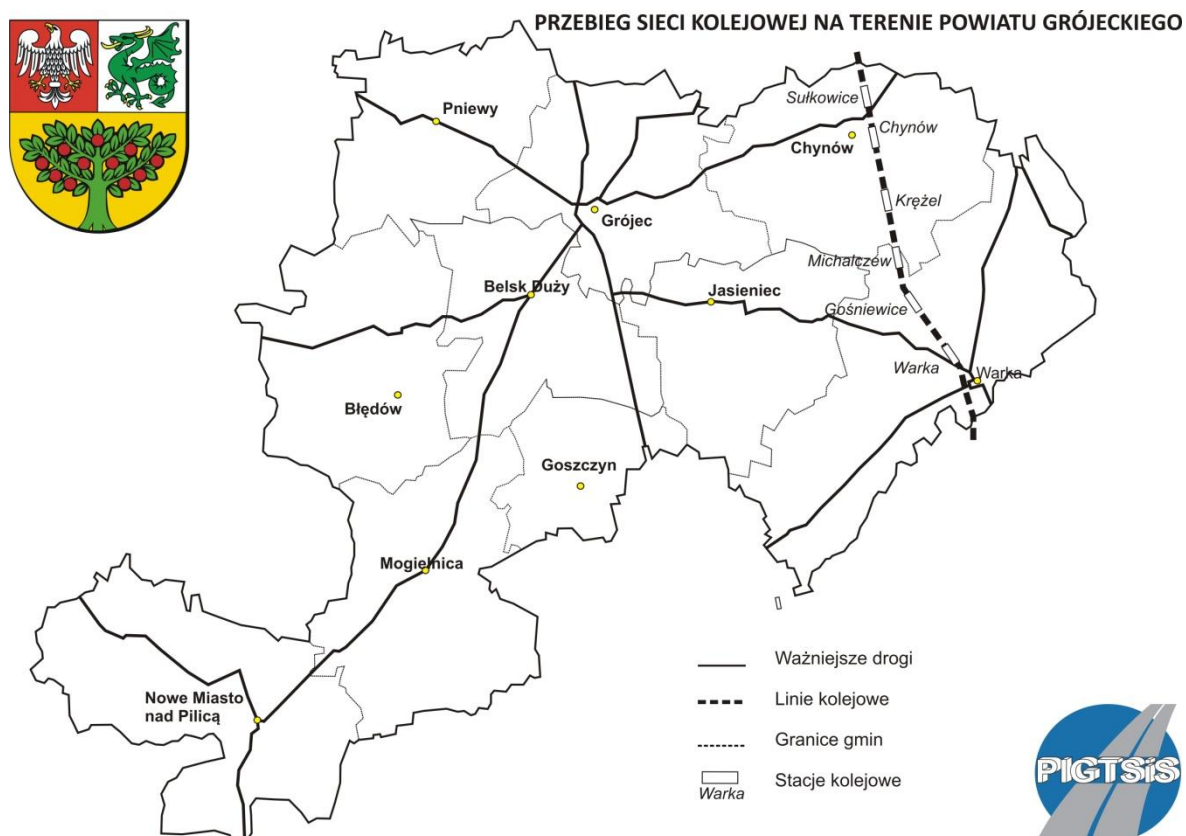 PRZEBIEG SIECI KOLEJOWEJ NA TERENIE POWIATU GRÓJECKIEGO
Sułkowice
Pniewy
Chynów
Chynów
Krężel
Grójec
Michalczew
Belsk Duży
Jasieniec
Gośniewice
Warka
Warka
Błędów
Goszczyn
Mogielnica
Nowe Miasto
nad Pilicą
Ważniejsze drogi
Linie kolejowe
Granice gmin
Stacje kolejowe
Warka
PIGTSiS